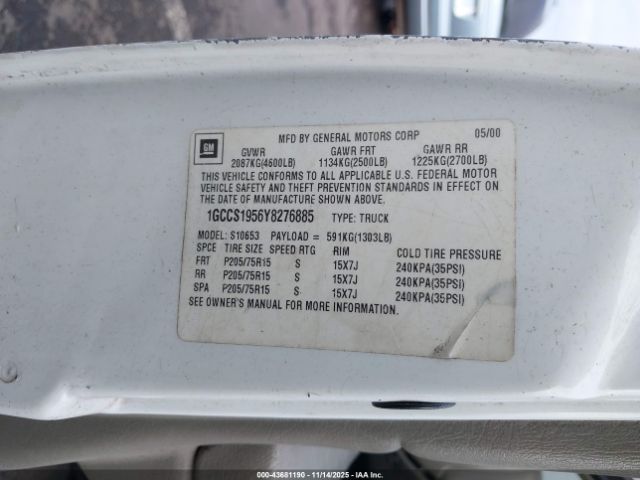 MFD BY GENERAL MOTORS CORP 05/00
GM
GVWR GAWR FRT GAWR RR
2087KG(4600LB) 1134KG(2500LB) 1225KG(2700LB)
THIS VEHICLE CONFORMS TO ALL APPLICABLE U.S. FEDERAL MOTOR
VEHICLE SAFETY AND THEFT PREVENTION STANDARDS IN EFFECT ON
THE DATE OF MANUFACTURE SHOWN ABOVE.
1GCCS1956Y8276885 TYPE: TRUCK
MODEL: S10653 PAYLOAD = 591KG(1303LB)
SPCE TIRE SIZE SPEED RTG RIM COLD TIRE PRESSURE
FRT P205/75R15 S 15X7J 240KPA(35PSI)
RR P205/75R15 S 15X7J 240KPA(35PSI)
SPA P205/75R15 S 15X7J 240KPA(35PSI)
SEE OWNER'S MANUAL FOR MORE INFORMATION.
000-43681190 - 11/14/2025 - IAAI.COM